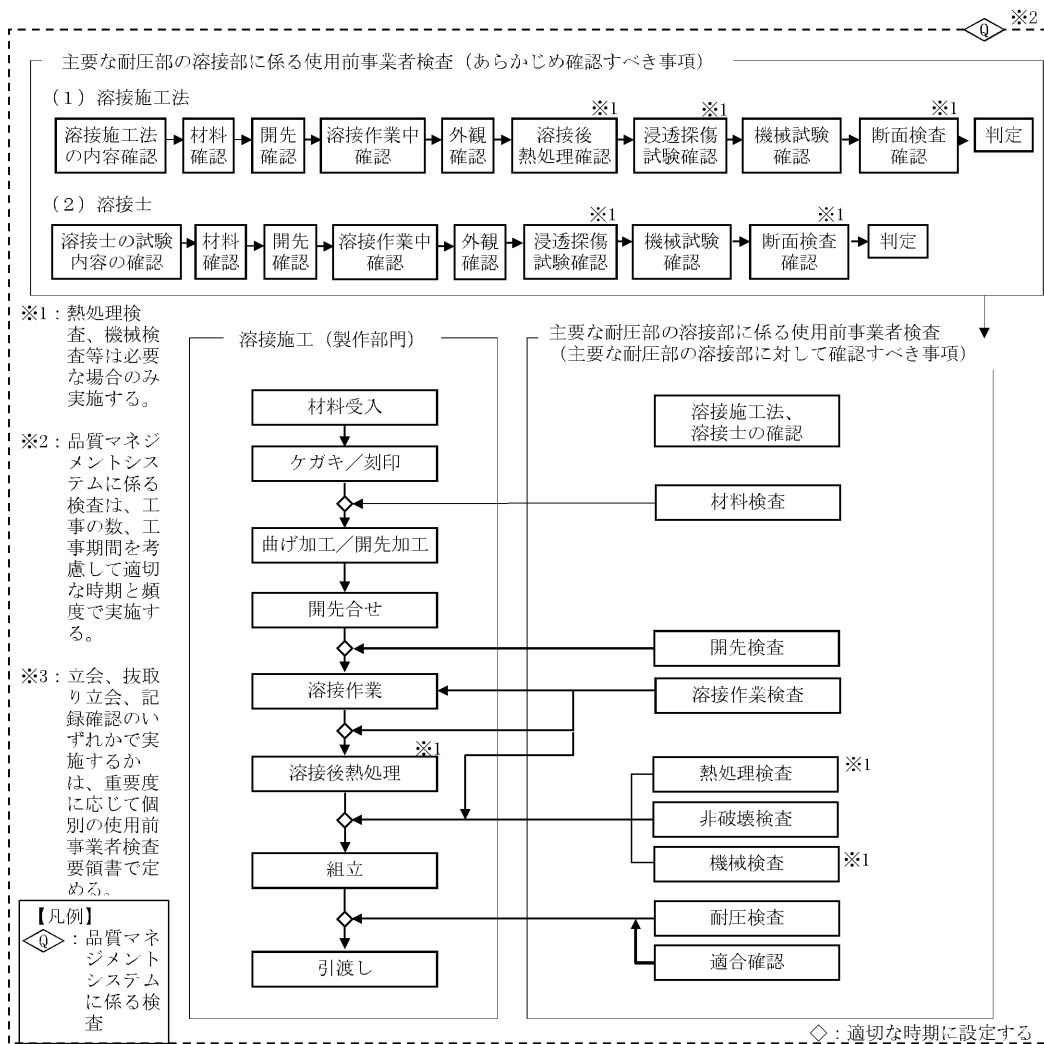 Q ※2
主要な耐圧部の溶接部に係る使用前事業者検査（あらかじめ確認すべき事項）
（１）溶接施工法
溶接施工法
の内容確認
材料
確認
開先
確認
溶接作業中
確認
外観
確認
※1
溶接後
熱処理確認
※1
浸透探傷
試験確認
機械試験
確認
※1
断面検査
確認
判定
（２）溶接士
溶接士の試験
内容の確認
材料
確認
開先
確認
溶接作業中
確認
外観
確認
※1
浸透探傷
試験確認
機械試験
確認
※1
断面検査
確認
判定
※1：熱処理検
査、機械検
査等は必要
な場合のみ
実施する。
※2：品質マネジ
メントシス
テムに係る
検査は、工
事の数、工
事期間を考
慮して適切
な時期と頻
度で実施す
る。
※3：立会、抜取
り立会、記
録確認のい
ずれかで実
施するか
は、重要度
に応じて個
別の使用前
事業者検査
要領書で定
める。
【凡例】
Q：品質マネ
ジメント
システム
に係る検
査
溶接施工（製作部門）
材料受入
ケガキ／刻印
曲げ加工／開先加工
開先合せ
溶接作業
※1
溶接後熱処理
組立
引渡し
主要な耐圧部の溶接部に係る使用前事業者検査
（主要な耐圧部の溶接部に対して確認すべき事項）
溶接施工法、
溶接士の確認
材料検査
開先検査
溶接作業検査
熱処理検査 ※1
非破壊検査
機械検査 ※1
耐圧検査
適合確認
◇：適切な時期に設定する